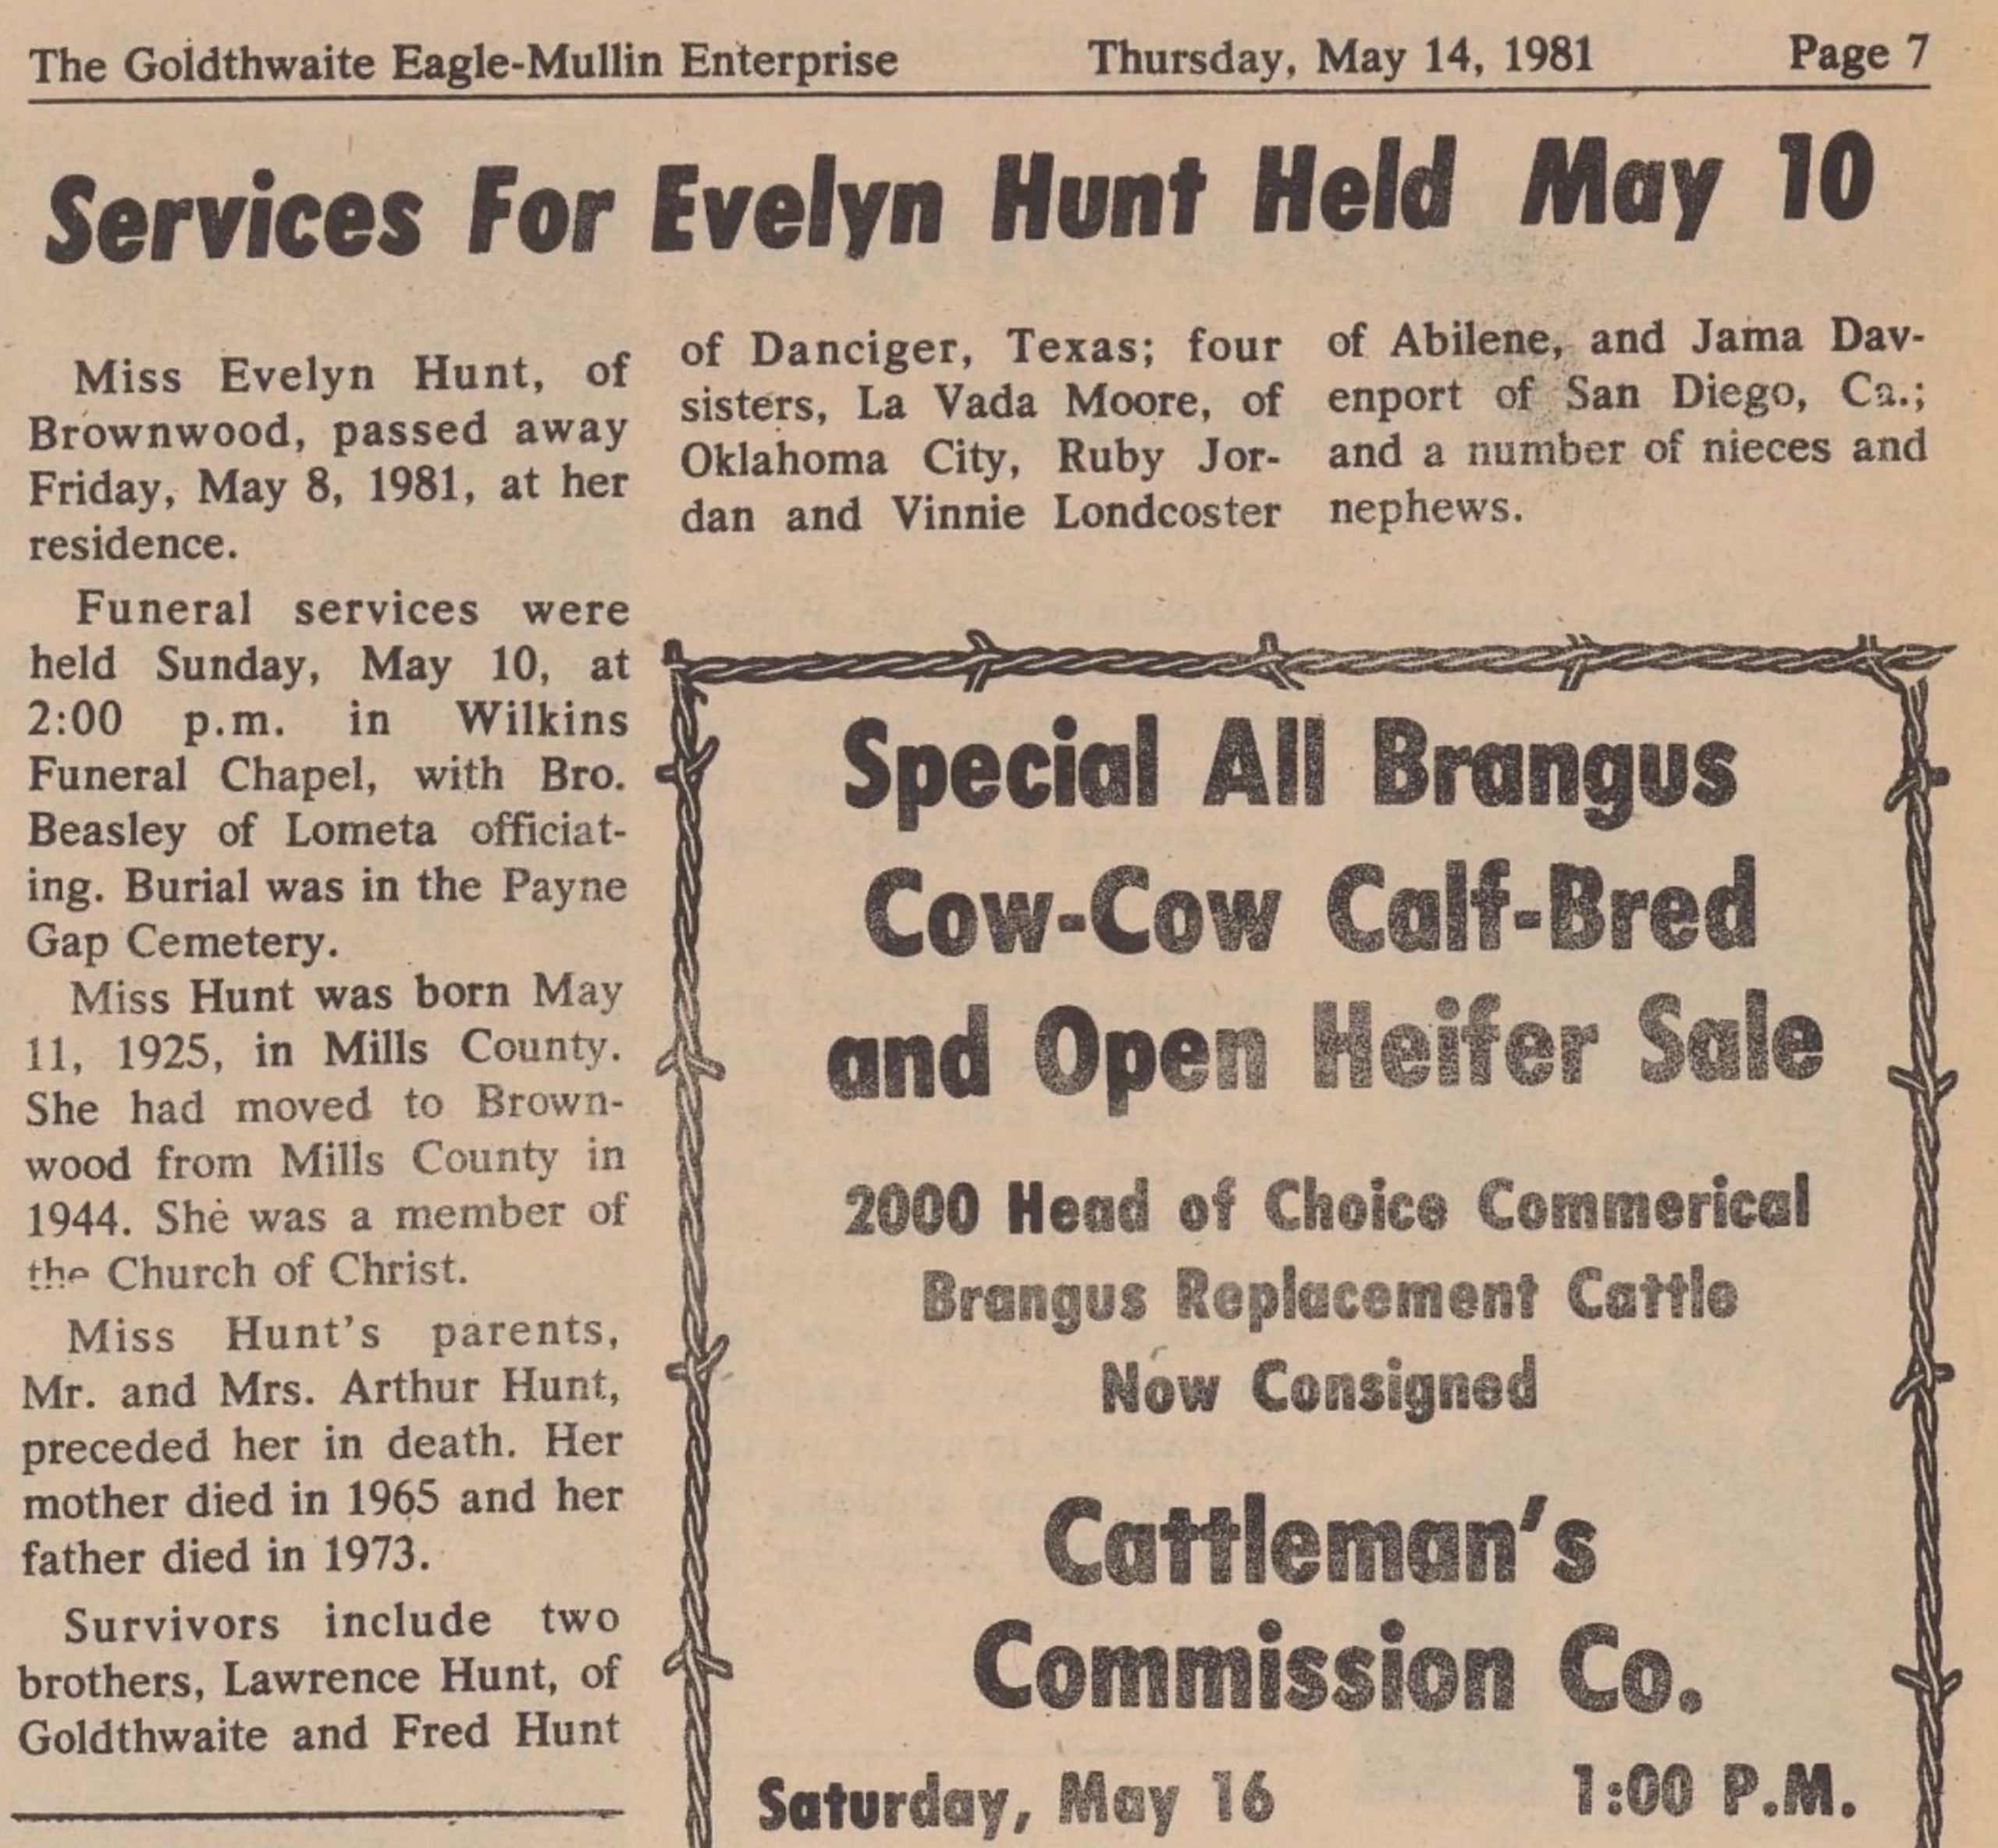 The Goldthwaite Eagle-Mullin Enterprise Thursday, May 14, 1981 Page 7
Services For Evelyn Hunt Held May 10
Miss Evelyn Hunt, of
Brownwood, passed away
Friday, May 8, 1981, at her
residence.
Funeral services were
held Sunday, May 10, at
2:00 p.m. in Wilkins
Funeral Chapel, with Bro.
Beasley of Lometa officiat-
ing. Burial was in the Payne
Gap Cemetery.
Miss Hunt was born May
11, 1925, in Mills County.
She had moved to Brown-
wood from Mills County in
1944. She was a member of
the Church of Christ.
Miss Hunt's parents,
Mr. and Mrs. Arthur Hunt,
preceded her in death. Her
mother died in 1965 and her
father died in 1973.
Survivors include two
brothers, Lawrence Hunt, of
Goldthwaite and Fred Hunt
of Danciger, Texas; four
sisters, La Vada Moore, of
Oklahoma City, Ruby Jor-
dan and Vinnie Londcoster
of Abilene, and Jama Dav-
enport of San Diego, Ca.;
and a number of nieces and
nephews.
Special All Brangus
Cow-Cow Calf-Bred
and Open Heifer Sale
2000 Head of Choice Commerical
Brangus Replacement Cattle
Now Consigned
Cattleman's
Commission Co.
Saturday, May 16 1:00 P.M.